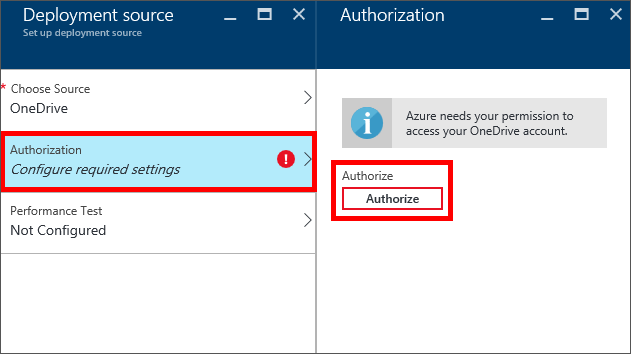 Deployment source
Set up deployment source
* Choose Source
OneDrive
Authorization
Configure required settings
!
Performance Test
Not Configured
Authorization
i
Azure needs your permission to
access your OneDrive account.
Authorize
Authorize